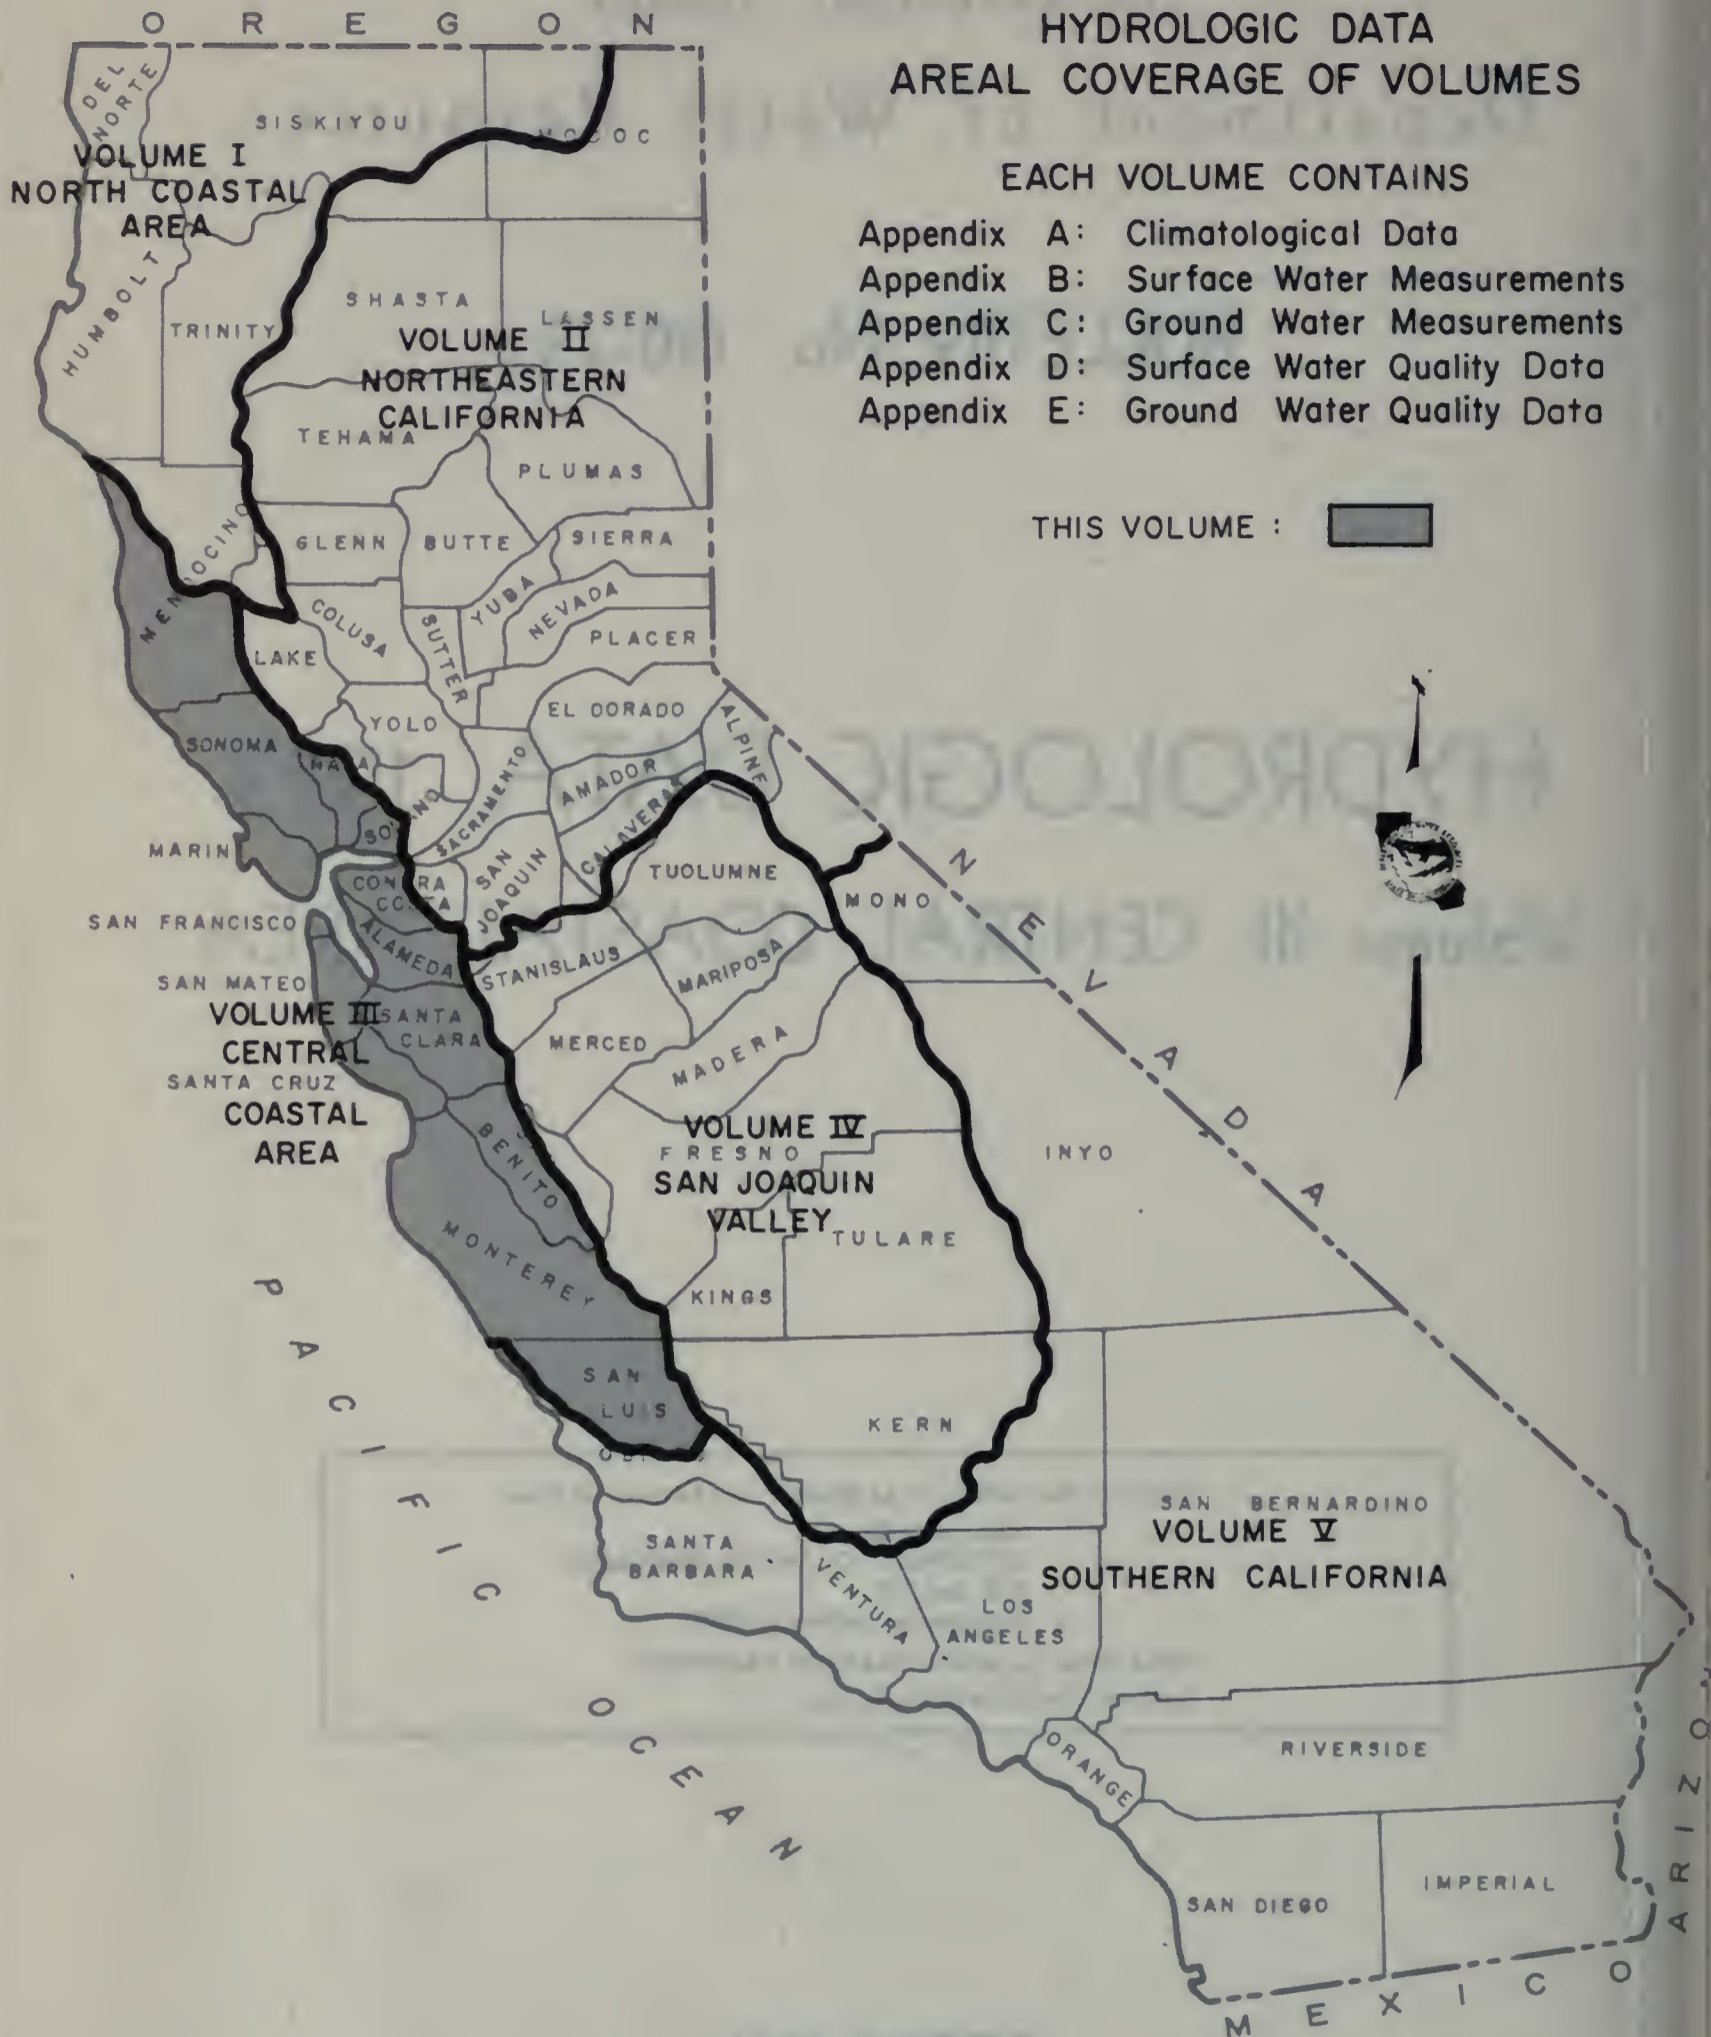 OREGON
HYDROLOGIC DATA
AREAL COVERAGE OF VOLUMES
EACH VOLUME CONTAINS
Appendix A: Climatological Data
Appendix B: Surface Water Measurements
Appendix C: Ground Water Measurements
Appendix D: Surface Water Quality Data
Appendix E: Ground Water Quality Data
THIS VOLUME :
DEL
NORTE
SISKIYOU
VOLUME I
NORTH COASTAL
AREA
HUMBOLT
TRINITY
SHASTA
LASSEN
VOLUME II
NORTHEASTERN
CALIFORNIA
TEHAMA
PLUMAS
MENDOCINO
GLENN
BUTTE
SIERRA
COLUSA
SUTTER
YUBA
NEVADA
PLACER
LAKE
YOLO
EL DORADO
ALPINE
SONOMA
SACRAMENTO
AMADOR
CALAVERAS
MARIN
SAN
JOAQUIN
TUOLUMNE
MONO
SAN FRANCISCO
ALAMEDA
STANISLAUS
MARIPOSA
SAN MATEO
VOLUME III
CENTRAL
COASTAL
AREA
SANTA
CLARA
SANTA CRUZ
MERCED
MADERA
BENITO
VOLUME IV
SAN JOAQUIN
VALLEY
FRESNO
INYO
MONTEREY
TULARE
KINGS
SAN
LUIS
KERN
SANTA
BARBARA
VENTURA
LOS
ANGELES
SAN BERNARDINO
VOLUME V
SOUTHERN CALIFORNIA
ORANGE
RIVERSIDE
SAN DIEGO
IMPERIAL
NEVADA
PACIFIC OCEAN
MEXICO